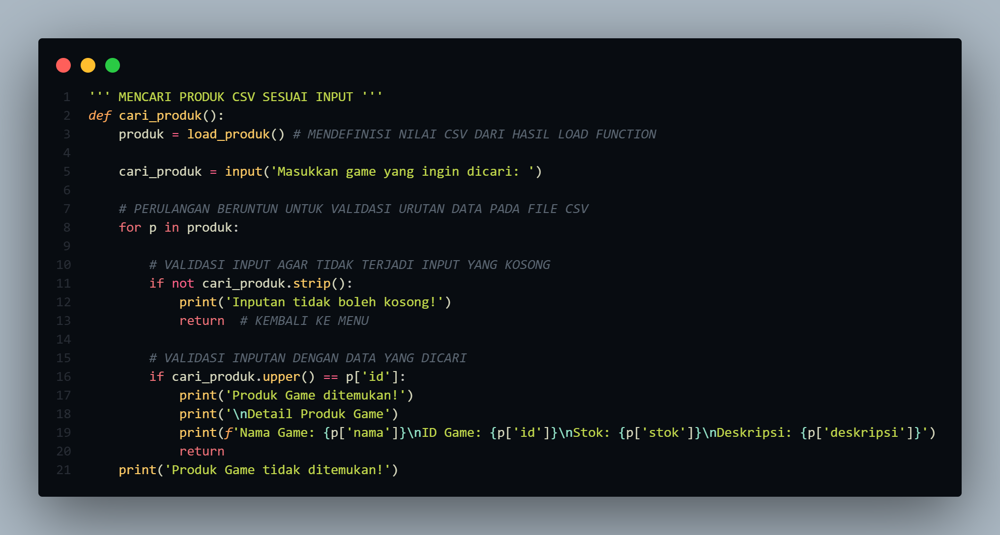 1 ''' MENCARI PRODUK CSV SESUAI INPUT '''
2 def cari_produk():
3     produk = load_produk() # MENDEFINISI NILAI CSV DARI HASIL LOAD FUNCTION
4
5     cari_produk = input('Masukkan game yang ingin dicari: ')
6
7     # PERULANGAN BERUNTUN UNTUK VALIDASI URUTAN DATA PADA FILE CSV
8     for p in produk:
9
10         # VALIDASI INPUT AGAR TIDAK TERJADI INPUT YANG KOSONG
11         if not cari_produk.strip():
12             print('Inputan tidak boleh kosong!')
13             return  # KEMBALI KE MENU
14
15         # VALIDASI INPUTAN DENGAN DATA YANG DICARI
16         if cari_produk.upper() == p['id']:
17             print('Produk Game ditemukan!')
18             print('\nDetail Produk Game')
19             print(f'Nama Game: {p['nama']}\nID Game: {p['id']}\nStok: {p['stok']}\nDeskripsi: {p['deskripsi']}')
20             return
21     print('Produk Game tidak ditemukan!')